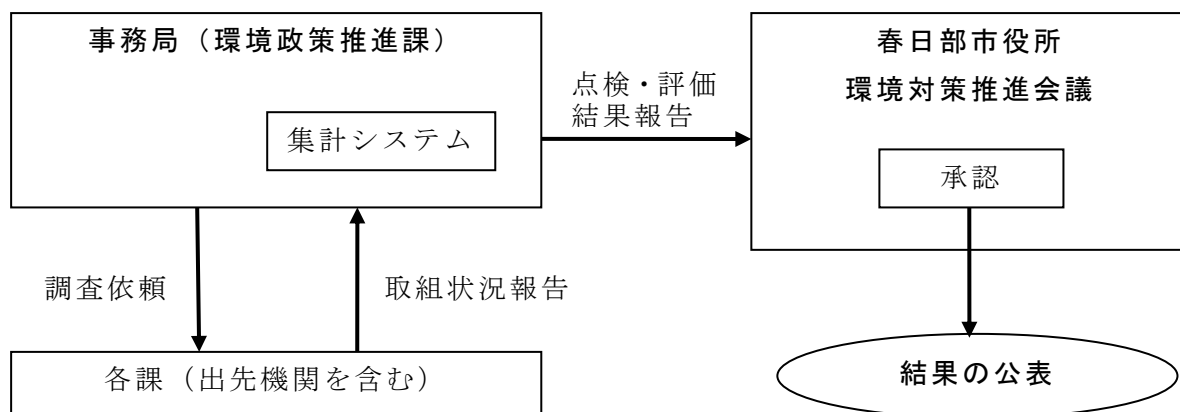 事務局（環境政策推進課）
集計システム
点検・評価
結果報告
春日部市役所
環境対策推進会議
承認
調査依頼
取組状況報告
各課（出先機関を含む）
結果の公表